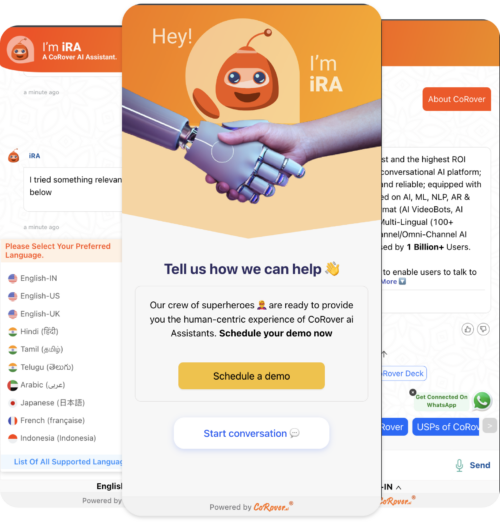 I'm iRA
A CoRover AI Assistant.
a minute ago
iRA
I tried something relevan
below
a minute ago
Please Select Your Preferred
Language.
English-IN
English-US
English-UK
Hindi (हिंदी)
Tamil (தமிழ்)
Telugu (తెలుగు)
Arabic (عربى)
Japanese (日本語)
French (française)
Indonesia (Indonesia)
List Of All Supported Languag
English
Powered by
Hey!
I'm
iRA
Tell us how we can help 👋
Our crew of superheroes 🦸 are ready to provide
you the human-centric experience of CoRover ai
Assistants. Schedule your demo now
Schedule a demo
Start conversation 💬
Powered by CoRover.ai®
About CoRover
st and the highest ROI
conversational AI platform;
and reliable; equipped with
ed on AI, ML, NLP, AR &
rmat (AI VideoBots, AI
Multi-Lingual (100+
annel/Omni-Channel AI
sed by 1 Billion+ Users.
to enable users to talk to
More
Rover Deck
Get Connected On
WhatsApp
Rover
USPs of CoRov
Send
-IN
CoRover.ai®